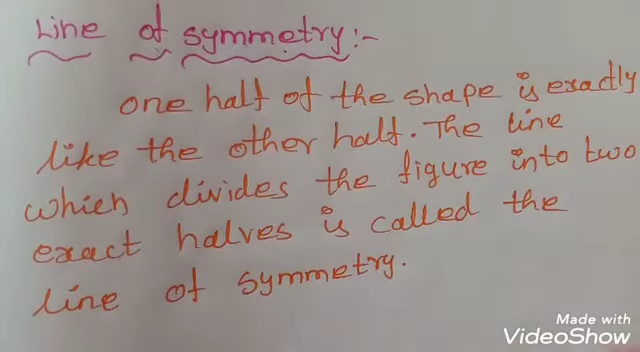 Line of symmetry:-
one half of the shape is exactly
like the other half. The line
which divides the figure into two
exact halves is called the
line of symmetry.
Made with
VideoShow